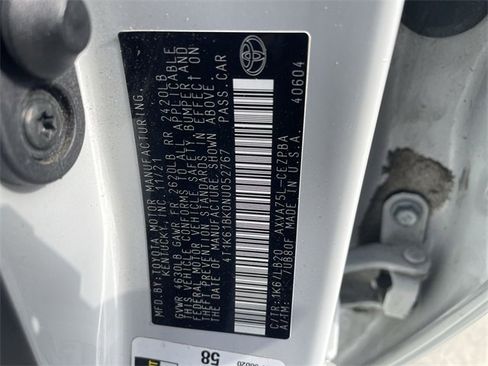 MFD.BY:TOYOTA MOTOR MANUFACTURING.
KENTUCKY, INC. 11/21
GVWR 4630LB GAWR FR 2620LB RR 2420LB
THIS VEHICLE CONFORMS TO ALL APPLICABLE
FEDERAL MOTOR VEHICLE SAFETY, BUMPER, AND
THEFT PREVENTION STANDARDS IN EFFECT ON
THE DATE OF MANUFACTURE SHOWN ABOVE.
4T1K61BK0NU052767 PASS.CAR
C/TR:1K6/LB20 AXVA75L-CEZPBA
A/TM: /UB80F MADE IN U.S.A. 40604
58